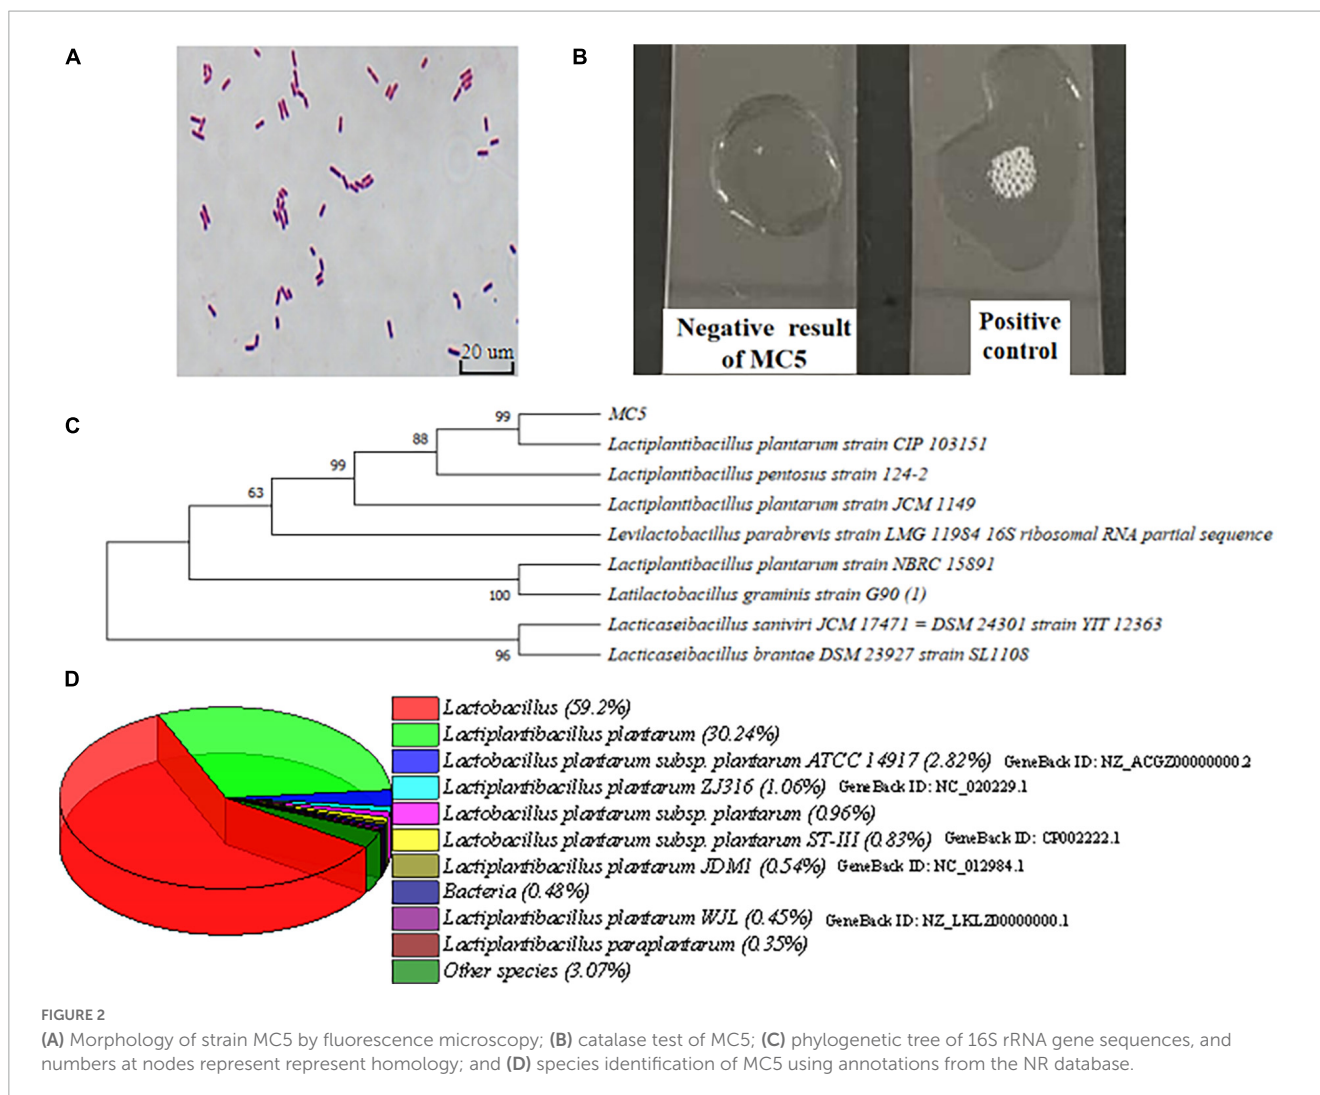 A
B
20 um
Negative result
of MC5
Positive
control
C
99
MC5
88
Lactiplantibacillus plantarum strain CIP 103151
99
Lactiplantibacillus pentosus strain 124-2
63
Lactiplantibacillus plantarum strain JCM 1149
Levilactobacillus parabrevis strain LMG 11984 16S ribosomal RNA partial sequence
Lactiplantibacillus plantarum strain NBRC 15891
100
Latilactobacillus graminis strain G90 (1)
Lacticaseibacillus saniviri JCM 17471 = DSM 24301 strain YIT 12363
96
Lacticaseibacillus brantae DSM 23927 strain SL1108
D
Lactobacillus (59.2%)
Lactiplantibacillus plantarum (30.24%)
Lactobacillus plantarum subsp. plantarum ATCC 14917 (2.82%) GeneBack ID: NZ_ACGZ00000000.2
Lactiplantibacillus plantarum ZJ316 (1.06%) GeneBack ID: NC_020229.1
Lactobacillus plantarum subsp. plantarum (0.96%)
Lactobacillus plantarum subsp. plantarum ST-III (0.83%) GeneBack ID: CP002222.1
Lactiplantibacillus plantarum JDM1 (0.54%) GeneBack ID: NC_012984.1
Bacteria (0.48%)
Lactiplantibacillus plantarum WJL (0.45%) GeneBack ID: NZ_LKLZ00000000.1
Lactiplantibacillus paraplantarum (0.35%)
Other species (3.07%)
FIGURE 2
(A) Morphology of strain MC5 by fluorescence microscopy; (B) catalase test of MC5; (C) phylogenetic tree of 16S rRNA gene sequences, and
numbers at nodes represent represent homology; and (D) species identification of MC5 using annotations from the NR database.